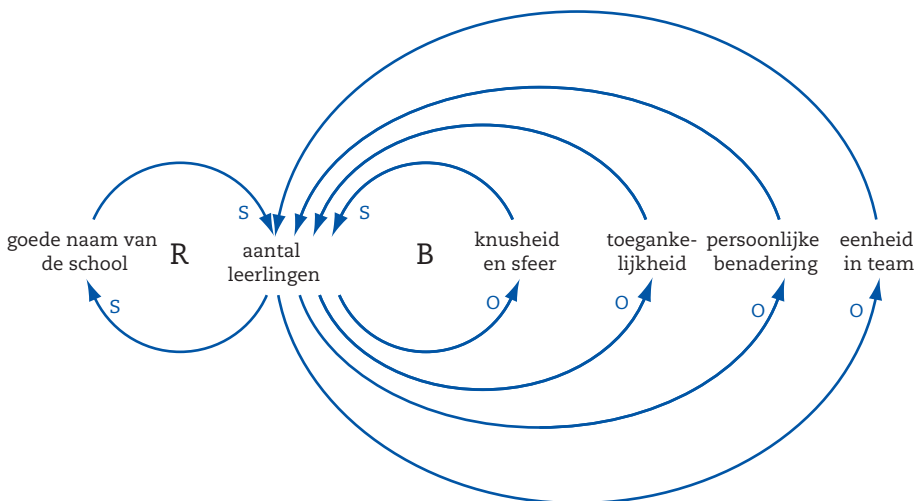 S
S
goede naam van
de school
R
aantal
leerlingen
B
knusheid
en sfeer
toeganke-
lijkheid
persoonlijke
benadering
eenheid
in team
S
O
O
O
O